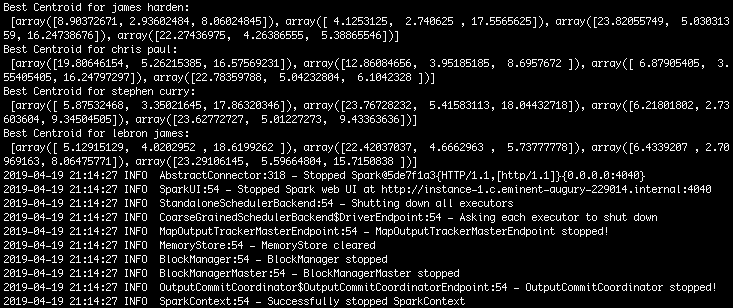 Best Centroid for james harden:
 [array([8.90372671, 2.93602484, 8.06024845]), array([ 4.1253125,  2.740625 , 17.5565625]), array([23.82055749,  5.030313
59, 16.24738676]), array([22.27436975,  4.26386555,  5.38865546])]
Best Centroid for chris paul:
 [array([19.80646154,  5.26215385, 16.57569231]), array([12.86084656,  3.95185185,  8.6957672 ]), array([ 6.87905405,  3.
55405405, 16.24797297]), array([22.78359788,  5.04232804,  6.1042328 ])]
Best Centroid for stephen curry:
 [array([ 5.87532468,  3.35021645, 17.86320346]), array([23.76728232,  5.41583113, 18.04432718]), array([6.21801802, 2.73
603604, 9.34504505]), array([23.62772727,  5.01227273,  9.43363636])]
Best Centroid for lebron james:
 [array([ 5.12915129,  4.0202952 , 18.6199262 ]), array([22.42037037,  4.6662963 ,  5.73777778]), array([6.4339207 , 2.70
969163, 8.06475771]), array([23.29106145,  5.59664804, 15.7150838 ])]
2019-04-19 21:14:27 INFO  AbstractConnector:318 - Stopped Spark@5de7f1a3{HTTP/1.1,[http/1.1]}{0.0.0.0:4040}
2019-04-19 21:14:27 INFO  SparkUI:54 - Stopped Spark web UI at http://instance-1.c.eminent-augury-229014.internal:4040
2019-04-19 21:14:27 INFO  StandaloneSchedulerBackend:54 - Shutting down all executors
2019-04-19 21:14:27 INFO  CoarseGrainedSchedulerBackend$DriverEndpoint:54 - Asking each executor to shut down
2019-04-19 21:14:27 INFO  MapOutputTrackerMasterEndpoint:54 - MapOutputTrackerMasterEndpoint stopped!
2019-04-19 21:14:27 INFO  MemoryStore:54 - MemoryStore cleared
2019-04-19 21:14:27 INFO  BlockManager:54 - BlockManager stopped
2019-04-19 21:14:27 INFO  BlockManagerMaster:54 - BlockManagerMaster stopped
2019-04-19 21:14:27 INFO  OutputCommitCoordinator$OutputCommitCoordinatorEndpoint:54 - OutputCommitCoordinator stopped!
2019-04-19 21:14:27 INFO  SparkContext:54 - Successfully stopped SparkContext